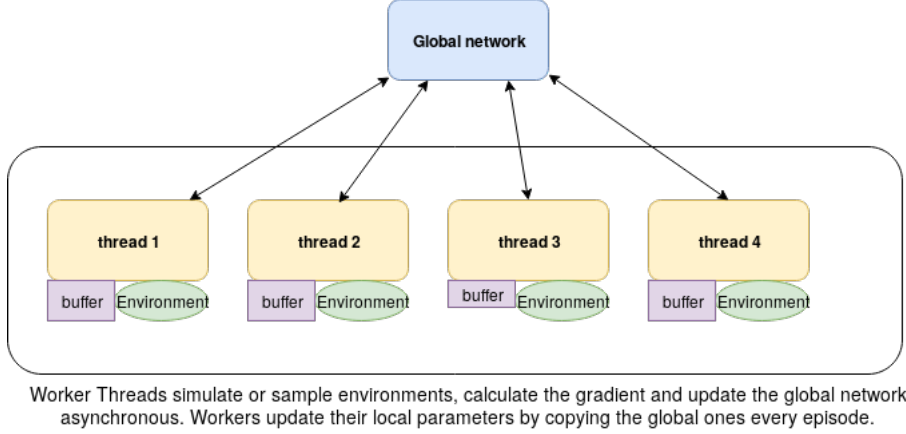 Global network
thread 1
thread 2
thread 3
thread 4
buffer
Environment
buffer
Environment
buffer
Environment
buffer
Environment
Worker Threads simulate or sample environments, calculate the gradient and update the global network
asynchronous. Workers update their local parameters by copying the global ones every episode.